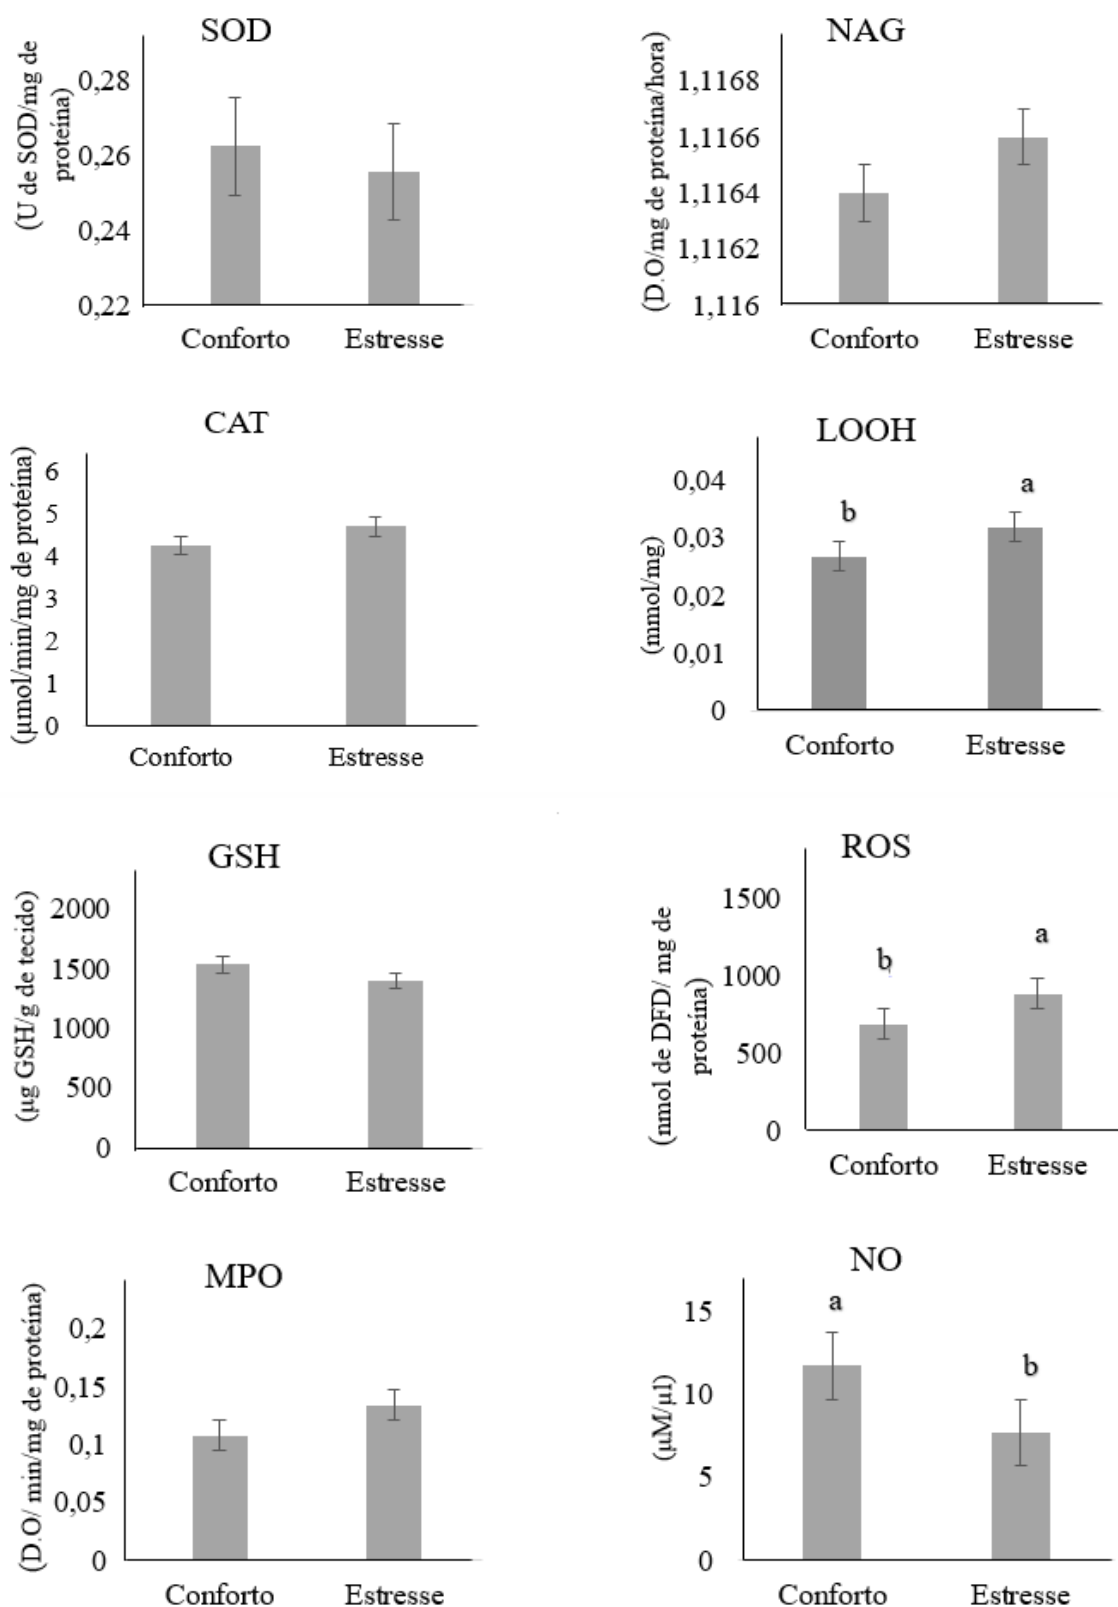 SOD
(U de SOD/mg de
proteína)
0,28
0,26
0,24
0,22
Conforto Estresse
NAG
(D.O/mg de proteína/hora)
1,1168
1,1166
1,1164
1,1162
1,116
Conforto Estresse
CAT
(µmol/min/mg de proteína)
6
5
4
3
2
1
0
Conforto Estresse
LOOH
(mmol/mg)
0,04
0,03
0,02
0,01
0
b
a
Conforto Estresse
GSH
(µg GSH/g de tecido)
2000
1500
1000
500
0
Conforto Estresse
ROS
(nmol de DFD/ mg de
proteína)
1500
1000
500
0
b
a
Conforto Estresse
MPO
(D.O/ min/mg de proteína)
0,2
0,15
0,1
0,05
0
Conforto Estresse
NO
(µM/µl)
15
10
5
0
a
b
Conforto Estresse